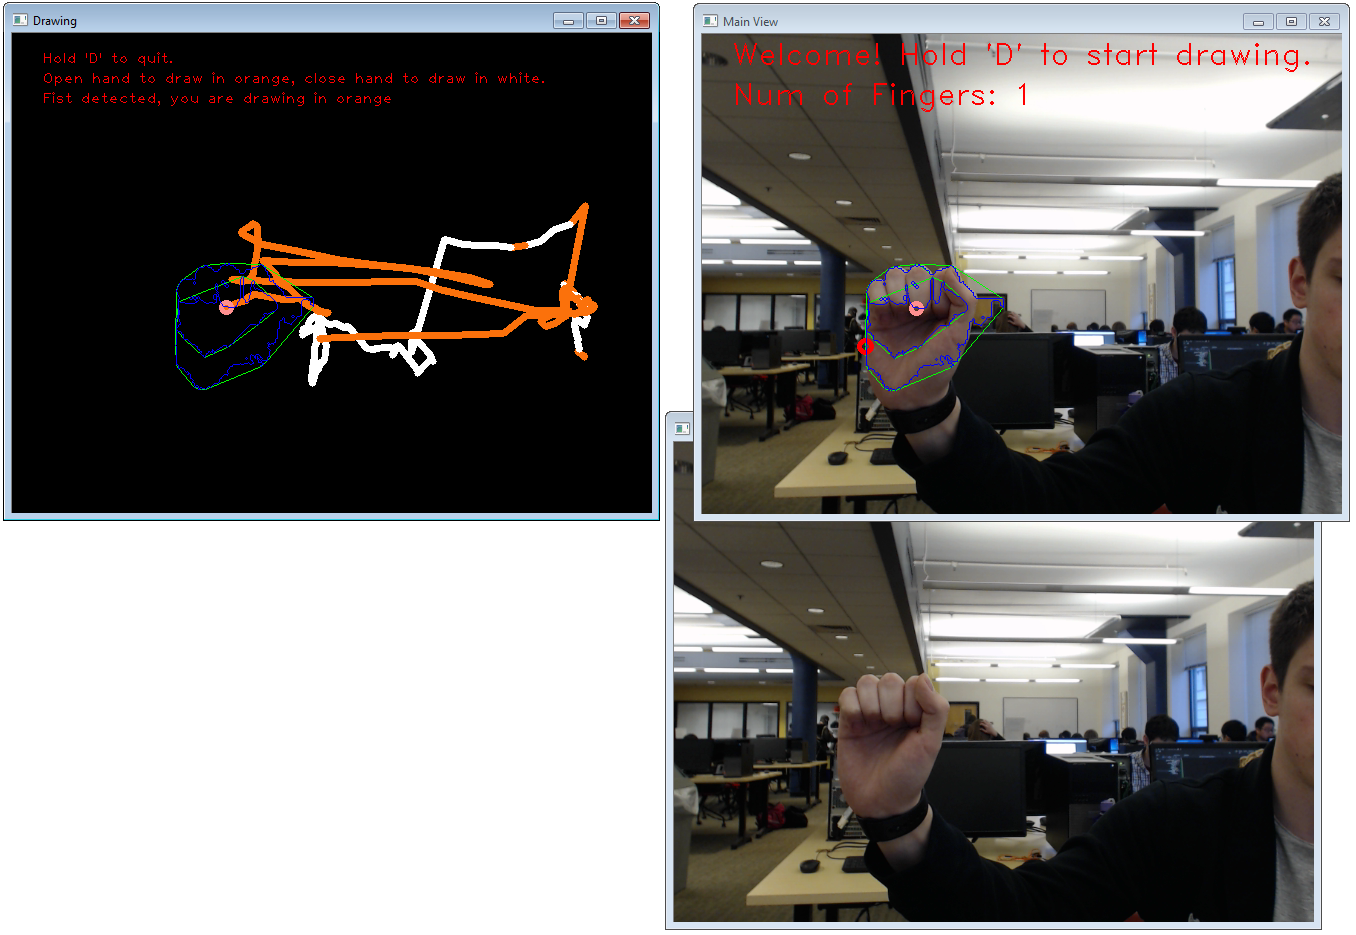 Drawing
Hold 'D' to quit.
Open hand to draw in orange, close hand to draw in white.
Fist detected, you are drawing in orange
Main View
Welcome! Hold 'D' to start drawing.
Num of Fingers: 1